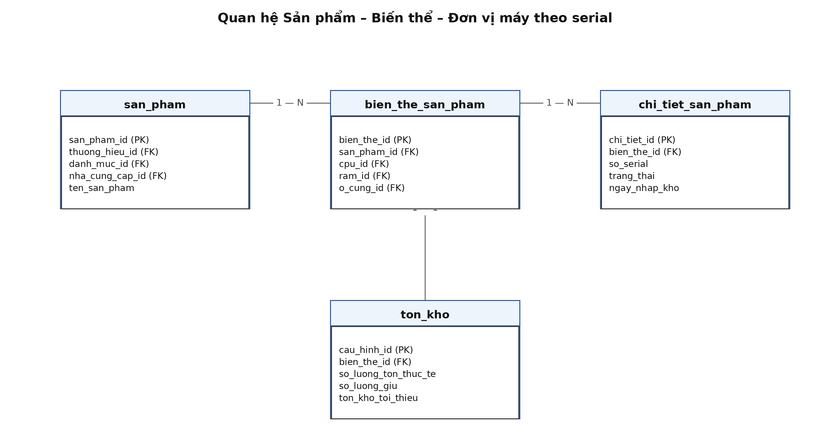 Quan hệ Sản phẩm – Biến thể – Đơn vị máy theo serial
san_pham
1 — N
bien_the_san_pham
1 — N
chi_tiet_san_pham
san_pham_id (PK)
thuong_hieu_id (FK)
danh_muc_id (FK)
nha_cung_cap_id (FK)
ten_san_pham
bien_the_id (PK)
san_pham_id (FK)
cpu_id (FK)
ram_id (FK)
o_cung_id (FK)
chi_tiet_id (PK)
bien_the_id (FK)
so_serial
trang_thai
ngay_nhap_kho
ton_kho
cau_hinh_id (PK)
bien_the_id (FK)
so_luong_ton_thuc_te
so_luong_giu
ton_kho_toi_thieu